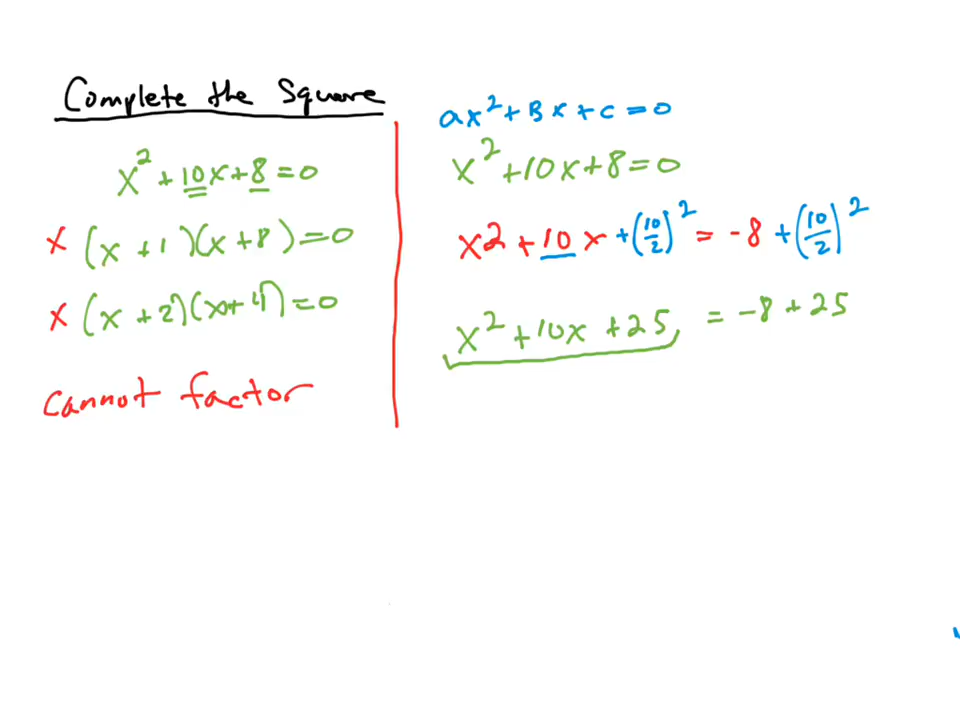 Complete the Square
x² + 10x + 8 = 0
x (x + 1)(x + 8) = 0
x (x + 2)(x + 4) = 0
cannot factor
ax² + Bx + c = 0
x² + 10x + 8 = 0
x² + 10x + (10/2)² = -8 + (10/2)²
x² + 10x + 25 = -8 + 25